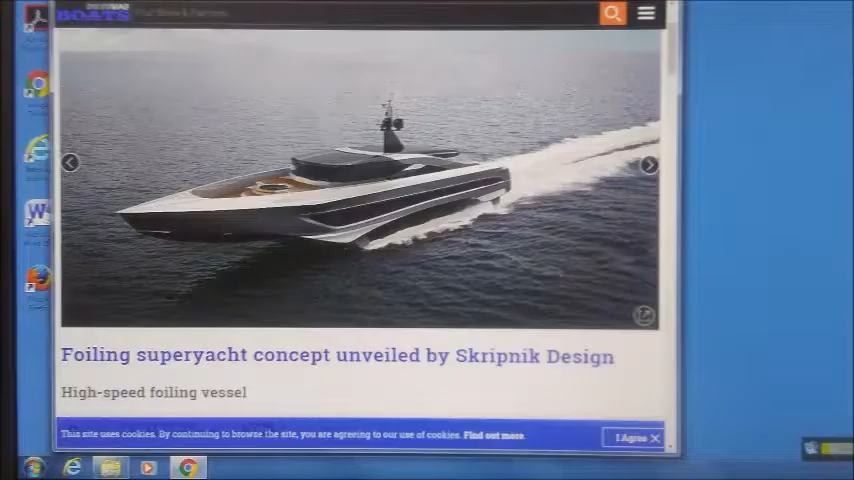 BOATS
Foiling superyacht concept unveiled by Skripnik Design
High-speed foiling vessel
This site uses cookies. By continuing to browse the site, you are agreeing to our use of cookies. Find out more.
I Agree X